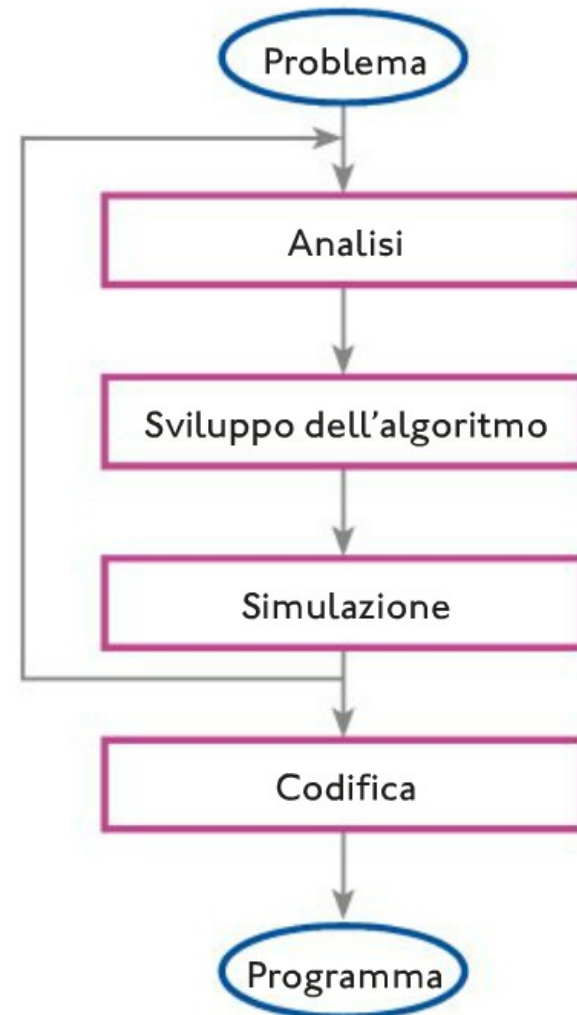 Problema
Analisi
Sviluppo dell’algoritmo
Simulazione
Codifica
Programma